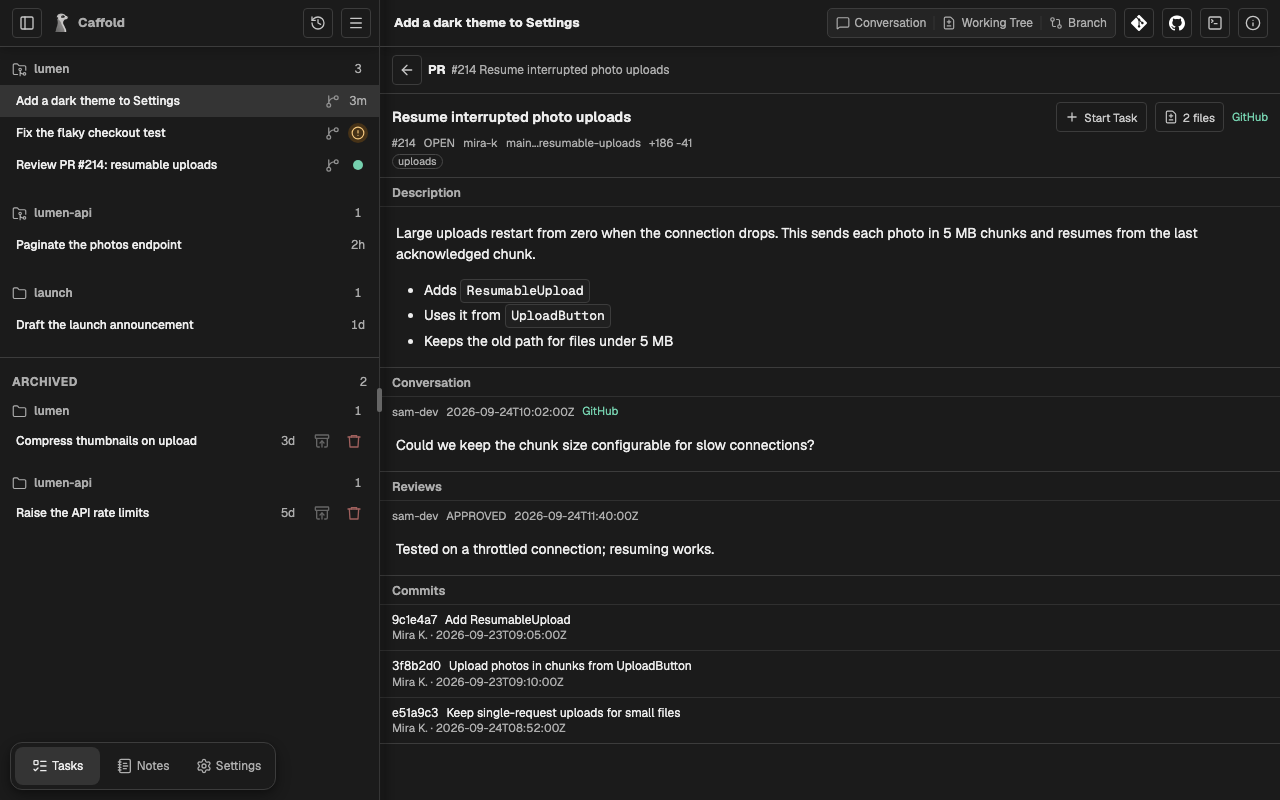 Caffold
lumen 3
Add a dark theme to Settings 3m
Fix the flaky checkout test
Review PR #214: resumable uploads
lumen-api 1
Paginate the photos endpoint 2h
launch 1
Draft the launch announcement 1d
ARCHIVED 2
lumen 1
Compress thumbnails on upload 3d
lumen-api 1
Raise the API rate limits 5d
Tasks Notes Settings
Add a dark theme to Settings Conversation Working Tree Branch
PR #214 Resume interrupted photo uploads
Resume interrupted photo uploads Start Task 2 files GitHub
#214 OPEN mira-k main…resumable-uploads +186 -41
uploads
Description
Large uploads restart from zero when the connection drops. This sends each photo in 5 MB chunks and resumes from the last
acknowledged chunk.
• Adds ResumableUpload
• Uses it from UploadButton
• Keeps the old path for files under 5 MB
Conversation
sam-dev 2026-09-24T10:02:00Z GitHub
Could we keep the chunk size configurable for slow connections?
Reviews
sam-dev APPROVED 2026-09-24T11:40:00Z
Tested on a throttled connection; resuming works.
Commits
9c1e4a7 Add ResumableUpload
Mira K. · 2026-09-23T09:05:00Z
3f8b2d0 Upload photos in chunks from UploadButton
Mira K. · 2026-09-23T09:10:00Z
e51a9c3 Keep single-request uploads for small files
Mira K. · 2026-09-24T08:52:00Z